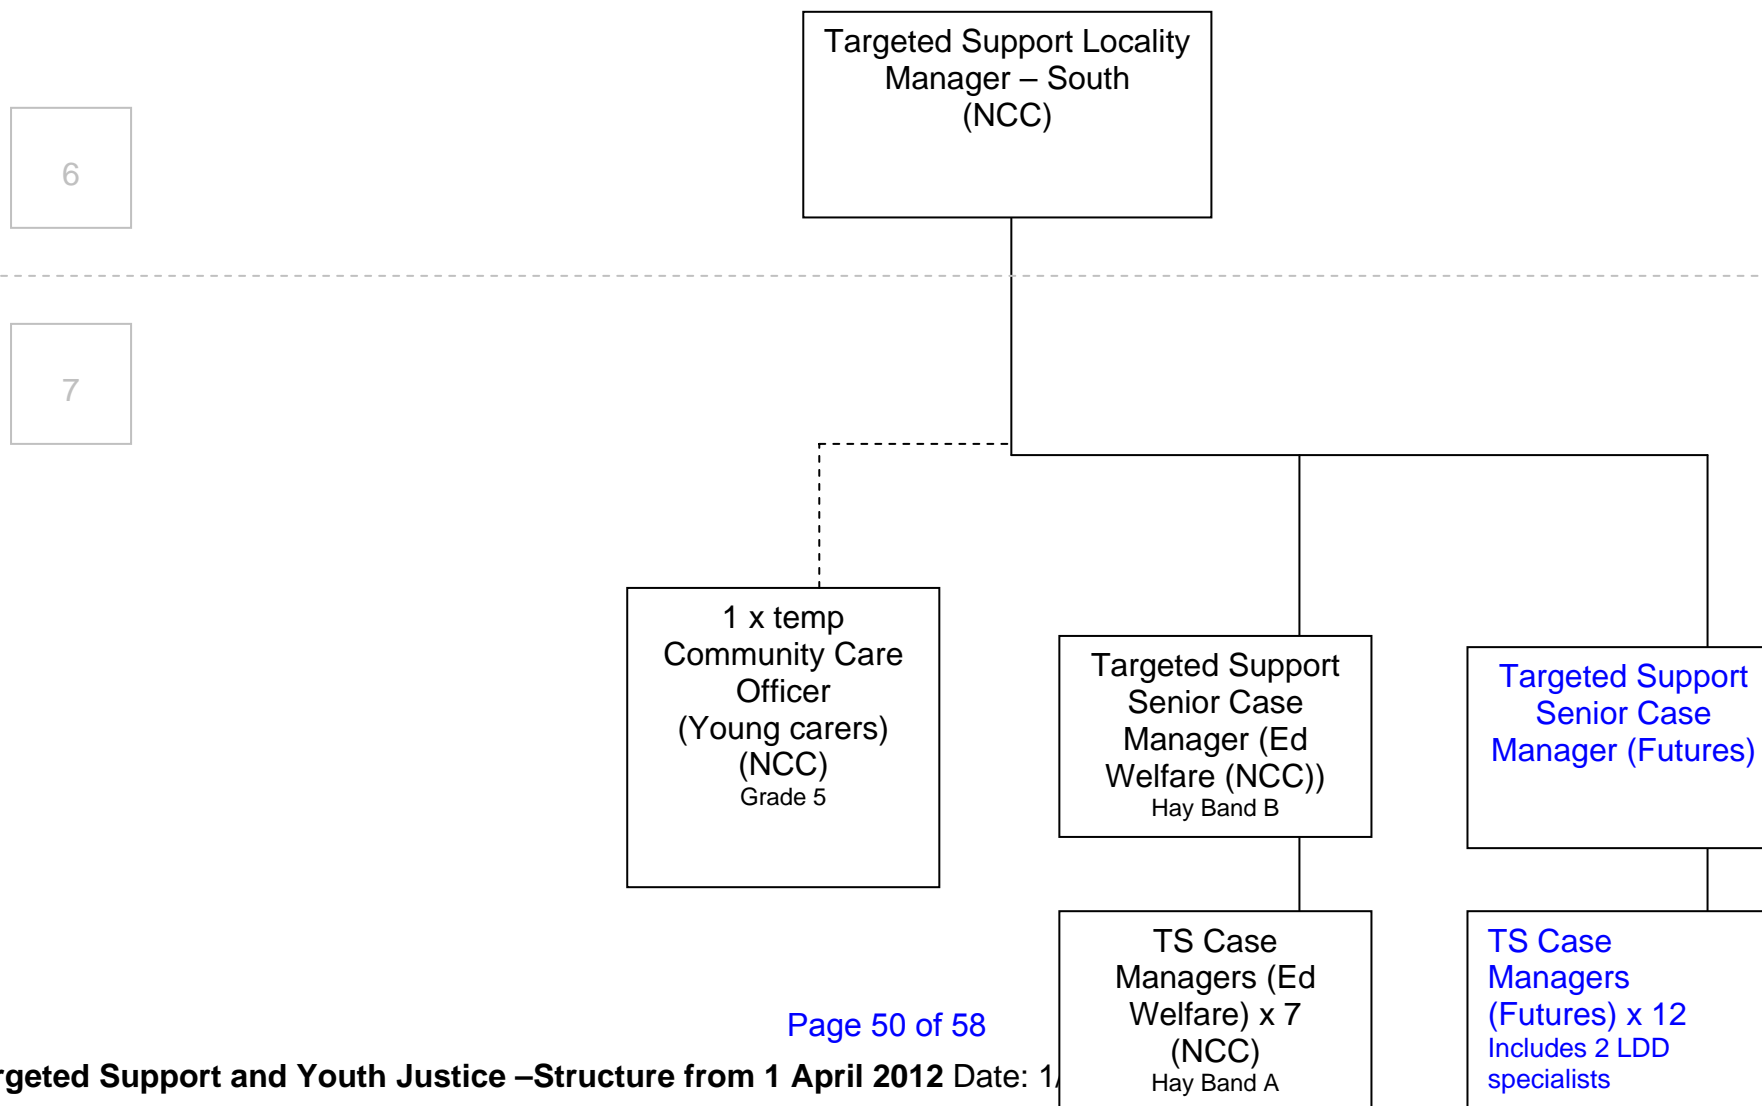 Targeted Support Locality
Manager – South
(NCC)
6
7
1 x temp
Community Care
Officer
(Young carers)
(NCC)
Grade 5
Targeted Support
Senior Case
Manager (Ed
Welfare (NCC))
Hay Band B
Targeted Support
Senior Case
Manager (Futures)
TS Case
Managers (Ed
Welfare) x 7
(NCC)
Hay Band A
TS Case
Managers
(Futures) x 12
Includes 2 LDD
specialists
Page 50 of 58
rgeted Support and Youth Justice –Structure from 1 April 2012 Date: 1/